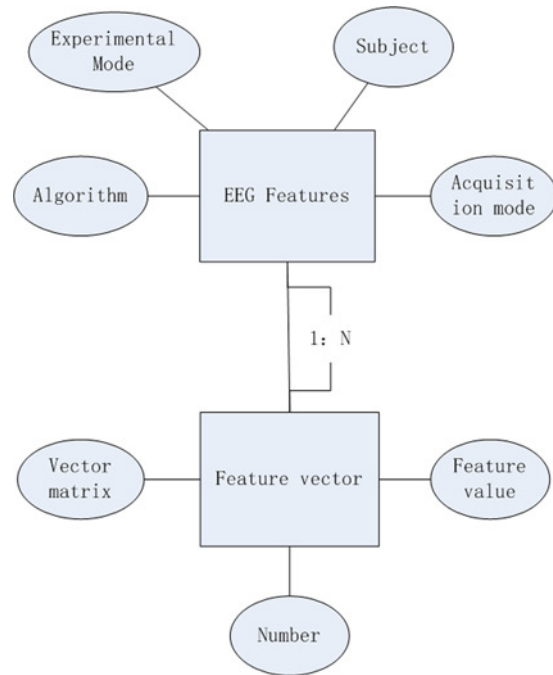 Experimental
Mode
Subject
Algorithm
EEG Features
Acquisit
ion mode
1: N
Vector
matrix
Feature vector
Feature
value
Number